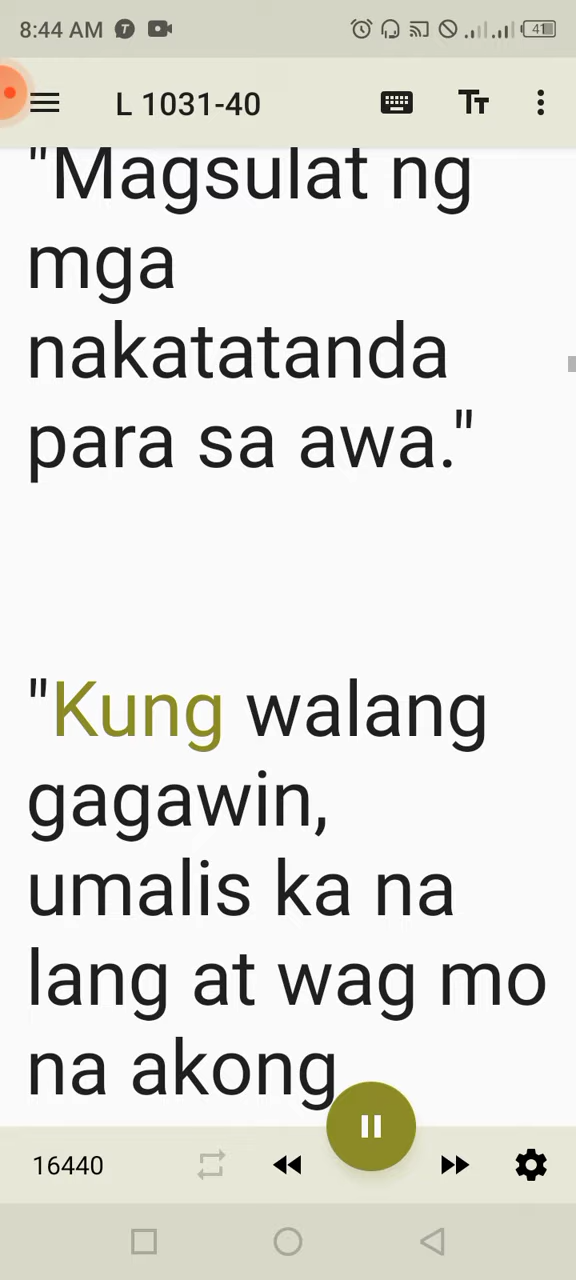 8:44 AM
41
L 1031-40
"Magsulat ng
mga
nakatatanda
para sa awa."
"Kung walang
gagawin,
umalis ka na
lang at wag mo
na akong
16440